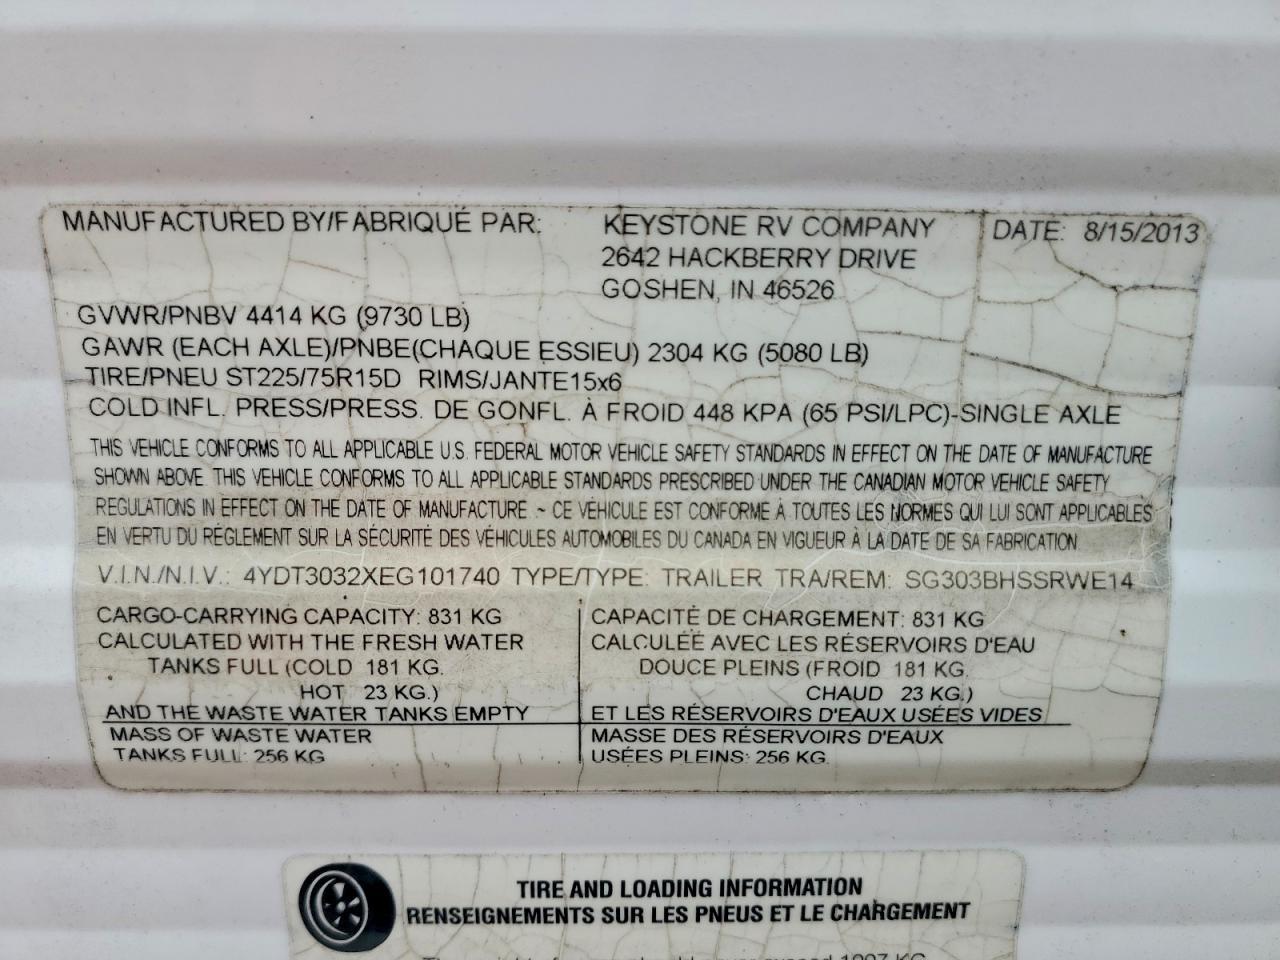 MANUFACTURED BY/FABRIQUÉ PAR: KEYSTONE RV COMPANY DATE: 8/15/2013
2642 HACKBERRY DRIVE
GOSHEN, IN 46526
GVWR/PNBV 4414 KG (9730 LB)
GAWR (EACH AXLE)/PNBE(CHAQUE ESSIEU) 2304 KG (5080 LB)
TIRE/PNEU ST225/75R15D RIMS/JANTE15x6
COLD INFL. PRESS/PRESS. DE GONFL. À FROID 448 KPA (65 PSI/LPC)-SINGLE AXLE
THIS VEHICLE CONFORMS TO ALL APPLICABLE U.S. FEDERAL MOTOR VEHICLE SAFETY STANDARDS IN EFFECT ON THE DATE OF MANUFACTURE
SHOWN ABOVE. THIS VEHICLE CONFORMS TO ALL APPLICABLE STANDARDS PRESCRIBED UNDER THE CANADIAN MOTOR VEHICLE SAFETY
REGULATIONS IN EFFECT ON THE DATE OF MANUFACTURE ~ CE VÉHICULE EST CONFORME À TOUTES LES NORMES QUI LUI SONT APPLICABLES
EN VERTU DU RÉGLEMENT SUR LA SÉCURITÉ DES VÉHICULES AUTOMOBILES DU CANADA EN VIGUEUR À LA DATE DE SA FABRICATION
V.I.N./N.I.V.: 4YDT3032XEG101740 TYPE/TYPE: TRAILER TRA/REM: SG303BHSSRWE14
CARGO-CARRYING CAPACITY: 831 KG
CALCULATED WITH THE FRESH WATER
TANKS FULL (COLD 181 KG.
HOT 23 KG.)
AND THE WASTE WATER TANKS EMPTY
MASS OF WASTE WATER
TANKS FULL: 256 KG
CAPACITÉ DE CHARGEMENT: 831 KG
CALCULÉE AVEC LES RÉSERVOIRS D'EAU
DOUCE PLEINS (FROID 181 KG.
CHAUD 23 KG.)
ET LES RÉSERVOIRS D'EAUX USÉES VIDES
MASSE DES RÉSERVOIRS D'EAUX
USÉES PLEINS: 256 KG.
TIRE AND LOADING INFORMATION
RENSEIGNEMENTS SUR LES PNEUS ET LE CHARGEMENT